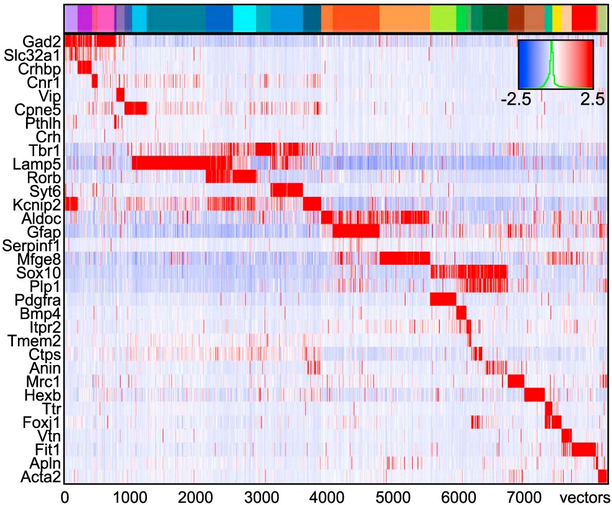 Gad2
Slc32a1
Crhbp
Cnr1
Vip
Cpne5
Pthlh
Crh
Tbr1
Lamp5
Rorb
Syt6
Kcnip2
Aldoc
Gfap
Serpinf1
Mfge8
Sox10
Plp1
Pdgfra
Bmp4
Itpr2
Tmem2
Ctps
Anln
Mrc1
Hexb
Ttr
Foxj1
Vtn
Fit1
Apln
Acta2
-2.5 2.5
0 1000 2000 3000 4000 5000 6000 7000 vectors